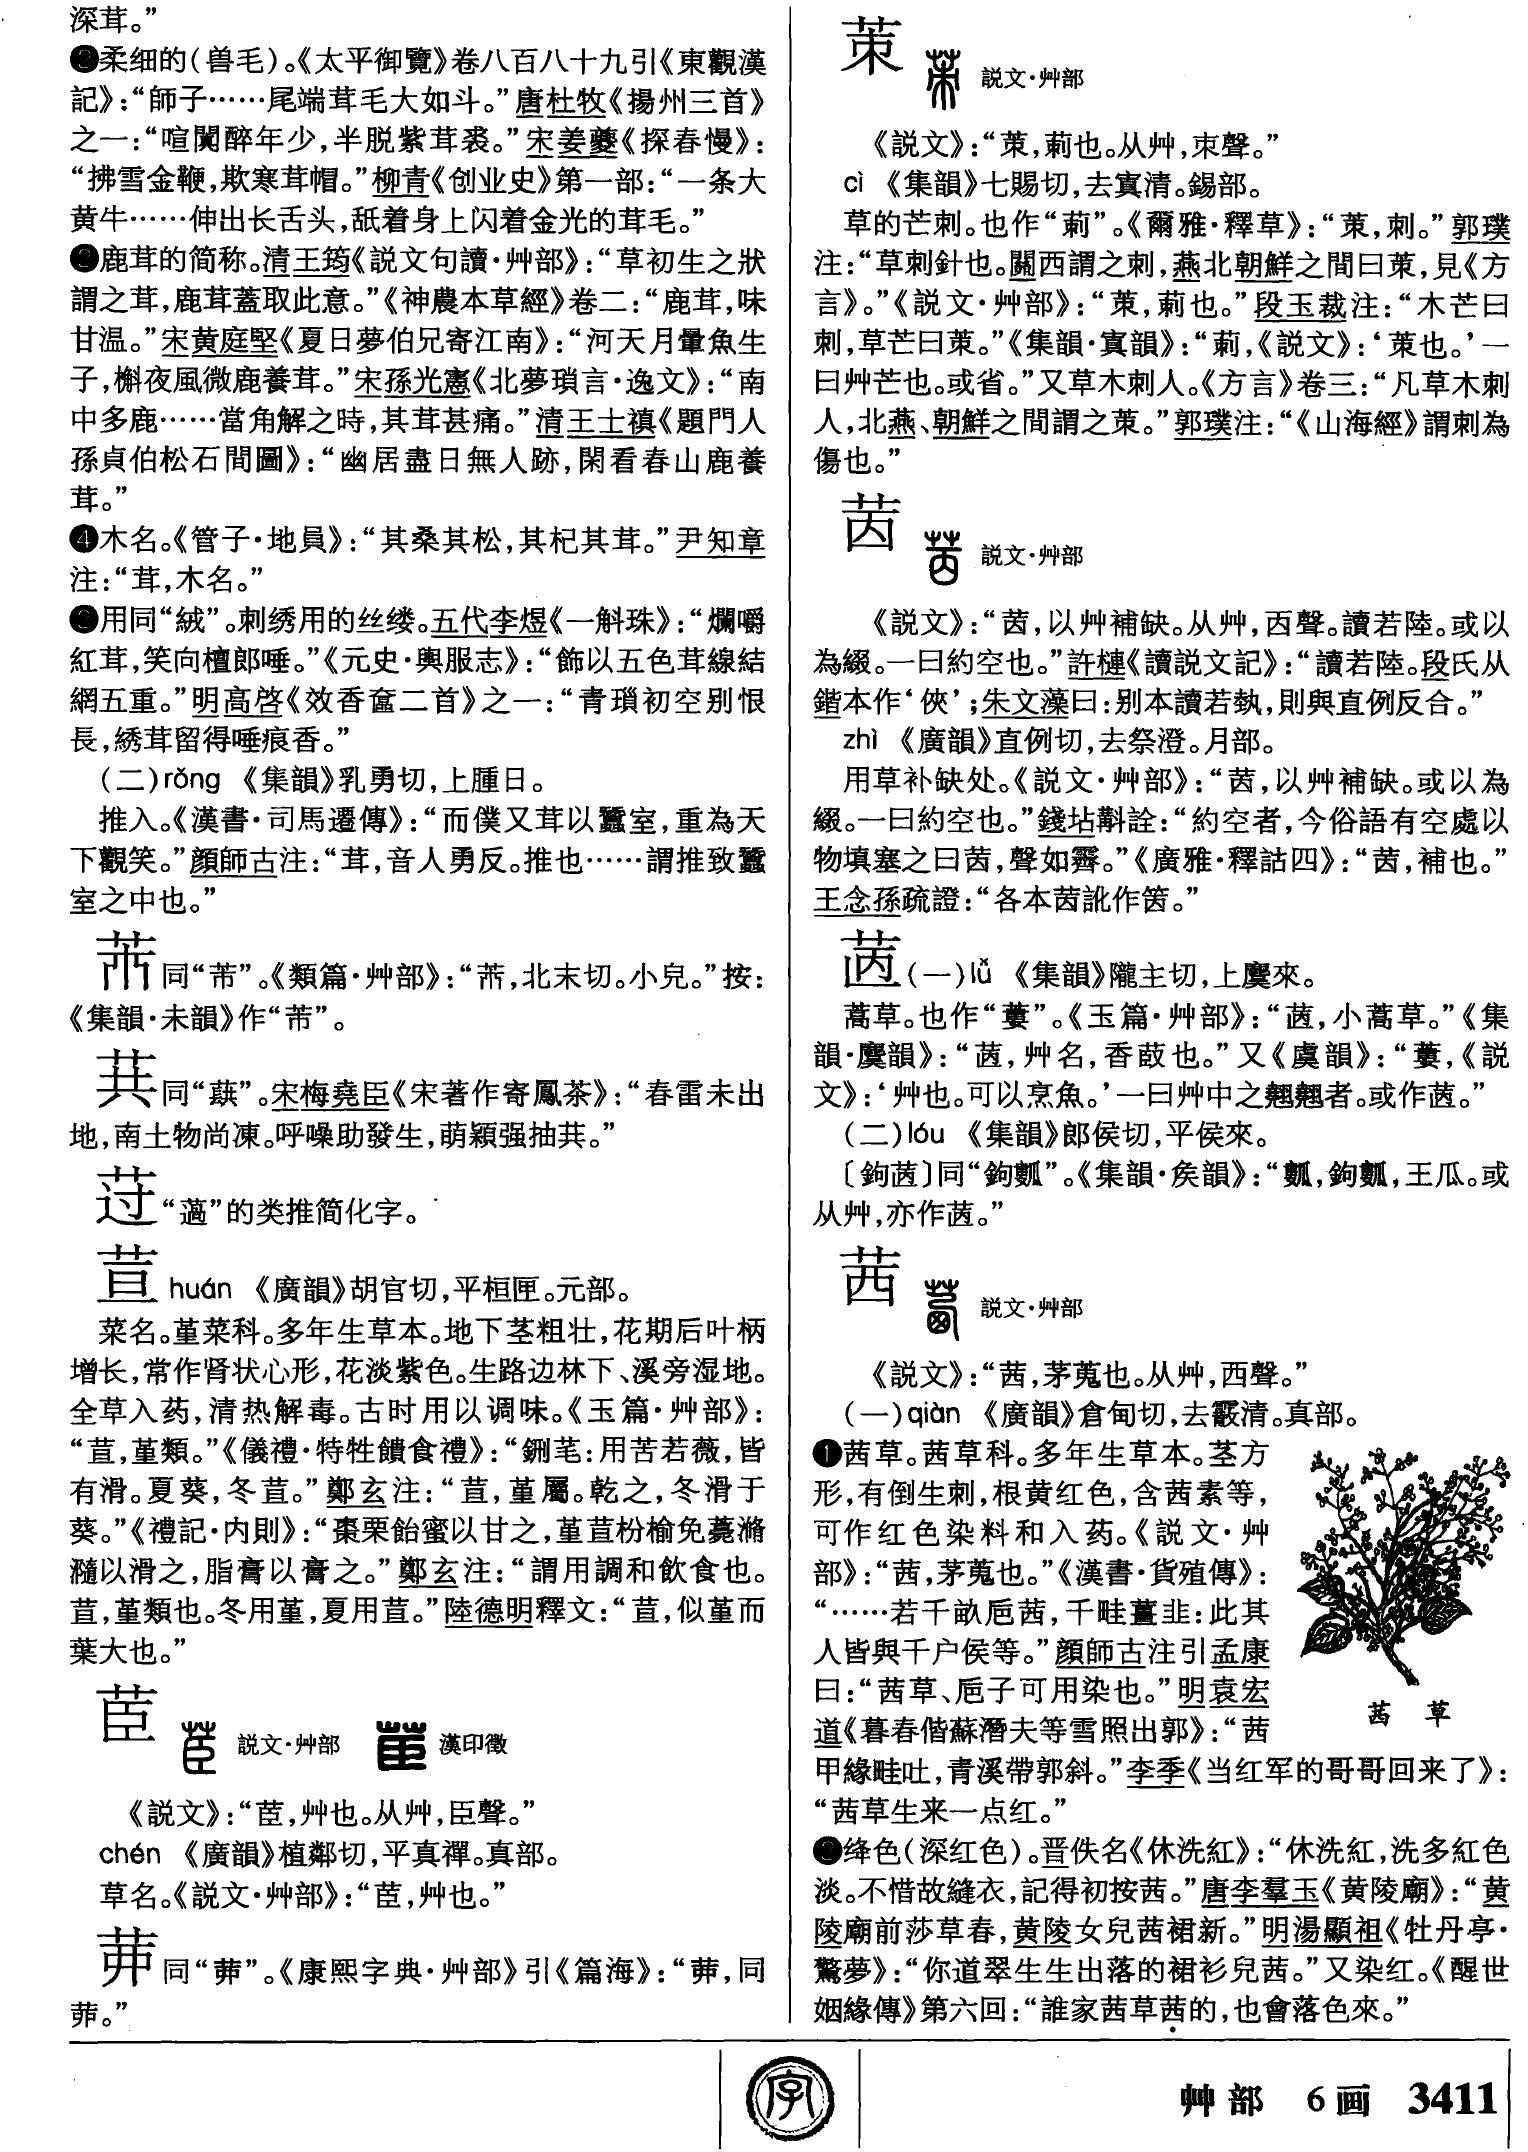 深茸。”
柔细的(兽毛)。《太平御覽》卷八百八十九引《東觀漢
記》：“師子……尾端茸毛大如斗。”唐杜牧《揚州三首》
之一：“喧闐醉年少，半脱紫茸裘。”宋姜夔《探春慢》：
“拂雪金鞭，欺寒茸帽。”柳青《创业史》第一部：“一条大
黄牛……伸出长舌头，舐着身上闪着金光的茸毛。”
鹿茸的简称。清王筠《説文句讀·艸部》：“草初生之狀
謂之茸，鹿茸蓋取此意。”《神農本草經》卷二：“鹿茸，味
甘温。”宋黄庭堅《夏日夢伯兄寄江南》：“河天月暈魚生
子，槲夜風微鹿養茸。”宋孫光憲《北夢瑣言·逸文》：“南
中多鹿……當角解之時，其茸甚痛。”清王士禛《題門人
孫貞伯松石間圖》：“幽居盡日無人跡，閑看春山鹿養
茸。”
❹木名。《管子·地員》：“其桑其松，其杞其茸。”尹知章
注：“茸，木名。”
用同“絨”。刺绣用的丝缕。五代李煜《一斛珠》：“爛嚼
紅茸，笑向檀郎唾。”《元史·輿服志》：“飾以五色茸線結
網五重。”明高啓《效香奩二首》之一：“青瑣初空别恨
長，綉茸留得唾痕香。”
(二)rǒng 《集韻》乳勇切，上腫日。
推入。《漢書·司馬遷傳》：“而僕又茸以蠶室，重為天
下觀笑。”顔師古注：“茸，音人勇反。推也……謂推致蠶
室之中也。”
同“芾”。《類篇·艸部》：“，北末切。小皃。”按：
《集韻·未韻》作“芾”。
㒶同“蕻”。宋梅堯臣《宋著作寄鳳茶》：“春雷未出
地，南土物尚凍。呼噪助發生，萌穎强抽。”
“薖”的类推简化字。
荁 huán 《廣韻》胡官切，平桓匣。元部。
菜名。堇菜科。多年生草本。地下茎粗壮，花期后叶柄
增长，常作肾状心形，花淡紫色。生路边林下、溪旁湿地。
全草入药，清热解毒。古时用以调味。《玉篇·艸部》：
“荁，堇類。”《儀禮·特牲饋食禮》：“鉶芼：用苦若薇，皆
有滑。夏葵，冬荁。”鄭玄注：“荁，堇屬。乾之，冬滑于
葵。”《禮記·内則》：“棗栗飴蜜以甘之，堇荁枌榆免薧滫
瀡以滑之，脂膏以膏之。”鄭玄注：“謂用調和飲食也。
荁，堇類也。冬用堇，夏用荁。”陸德明釋文：“荁，似堇而
葉大也。”
茞 説文·艸部 漢印徵
《説文》：“茞，艸也。从艸，臣聲。”
chén 《廣韻》植鄰切，平真禪。真部。
草名。《説文·艸部》：“茞，艸也。”
同“茀”。《康熙字典·艸部》引《篇海》：“，同
茀。”
茦 説文·艸部
《説文》：“茦，莿也。从艸，朿聲。”
cì 《集韻》七賜切，去寘清。錫部。
草的芒刺。也作“莿”。《爾雅·釋草》：“茦，刺。”郭璞
注：“草刺針也。關西謂之刺，燕北朝鮮之間曰茦，見《方
言》。”《説文·艸部》：“茦，莿也。”段玉裁注：“木芒曰
刺，草芒曰茦。”《集韻·寘韻》：“莿，《説文》：‘茦也。’一
曰艸芒也。或省。”又草木刺人。《方言》卷三：“凡草木刺
人，北燕、朝鮮之間謂之茦。”郭璞注：“《山海經》謂刺為
傷也。”
㒼 説文·艸部
《説文》：“茵，以艸補缺。从艸，㐁聲。讀若陸。或以
為綴。一曰約空也。”許槤《讀説文記》：“讀若陸。段氏从
鍇本作‘俠’；朱文藻曰：别本讀若執，則與直例反合。”
zhì 《廣韻》直例切，去祭澄。月部。
用草补缺处。《説文·艸部》：“，以艸補缺。或以為
綴。一曰約空也。”錢坫斠詮：“約空者，今俗語有空處以
物填塞之曰，聲如霽。”《廣雅·釋詁四》：“，補也。”
王念孫疏證：“各本訛作。”
(一)lǚ 《集韻》隴主切，上麌來。
蒿草。也作“蔞”。《玉篇·艸部》：“，小蒿草。”《集
韻·麌韻》：“，艸名，香菣也。”又《虞韻》：“蔞，《説
文》：‘艸也。可以烹魚。’一曰艸中之翹翹者。或作。”
(二)lóu 《集韻》郎侯切，平侯來。
〔鉤〕同“鉤㼋”。《集韻·矦韻》：“㼋，鉤㼋，王瓜。或
从艸，亦作。”
茜 説文·艸部
《説文》：“茜，茅蒐也。从艸，西聲。”
(一)qiàn 《廣韻》倉甸切，去霰清。真部。
❶茜草。茜草科。多年生草本。茎方
形，有倒生刺，根黄红色，含茜素等，
可作红色染料和入药。《説文·艸
部》：“茜，茅蒐也。”《漢書·貨殖傳》：
“……若千畝巵茜，千畦薑韭：此其
人皆與千户侯等。”顔師古注引孟康
曰：“茜草、巵子可用染也。”明袁宏
道《暮春偕蘇潛夫等雪照出郭》：“茜
甲緣畦吐，青溪帶郭斜。”李季《当红军的哥哥回来了》：
“茜草生来一点红。”
茜 草
绛色(深红色)。晋佚名《休洗紅》：“休洗紅，洗多紅色
淡。不惜故縫衣，記得初按茜。”唐李羣玉《黄陵廟》：“黄
陵廟前莎草春，黄陵女兒茜裙新。”明湯顯祖《牡丹亭·
驚夢》：“你道翠生生出落的裙衫兒茜。”又染红。《醒世
姻緣傳》第六回：“誰家茜草茜的，也會落色來。”
字
艸部 6画 3411